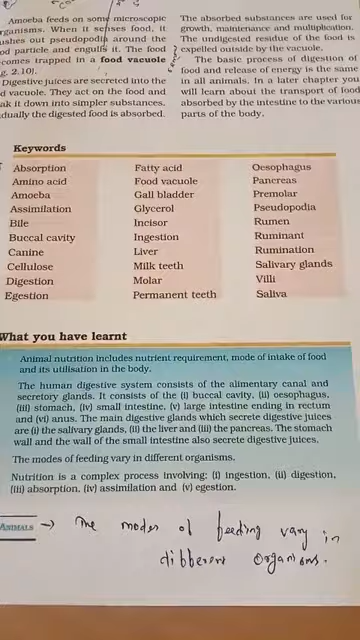 Amoeba feeds on some microscopic
rganisms. When it senses food, it
ushes out pseudopodia around the
od particle and engulfs it. The food
comes trapped in a food vacuole
g. 2.10).
Digestive juices are secreted into the
d vacuole. They act on the food and
ak it down into simpler substances.
dually the digested food is absorbed.
The absorbed substances are used for
growth, maintenance and multiplication.
The undigested residue of the food is
expelled outside by the vacuole.
The basic process of digestion of
food and release of energy is the same
in all animals. In a later chapter you
will learn about the transport of food
absorbed by the intestine to the various
parts of the body.
Keywords
Absorption
Amino acid
Amoeba
Assimilation
Bile
Buccal cavity
Canine
Cellulose
Digestion
Egestion
Fatty acid
Food vacuole
Gall bladder
Glycerol
Incisor
Ingestion
Liver
Milk teeth
Molar
Permanent teeth
Oesophagus
Pancreas
Premolar
Pseudopodia
Rumen
Ruminant
Rumination
Salivary glands
Villi
Saliva
What you have learnt
Animal nutrition includes nutrient requirement, mode of intake of food
and its utilisation in the body.
The human digestive system consists of the alimentary canal and
secretory glands. It consists of the (i) buccal cavity, (ii) oesophagus,
(iii) stomach, (iv) small intestine, (v) large intestine ending in rectum
and (vi) anus. The main digestive glands which secrete digestive juices
are (i) the salivary glands, (ii) the liver and (iii) the pancreas. The stomach
wall and the wall of the small intestine also secrete digestive juices.
The modes of feeding vary in different organisms.
Nutrition is a complex process involving: (i) ingestion, (ii) digestion,
(iii) absorption, (iv) assimilation and (v) egestion.
ANIMALS → The modes of feeding vary in
different organisms.